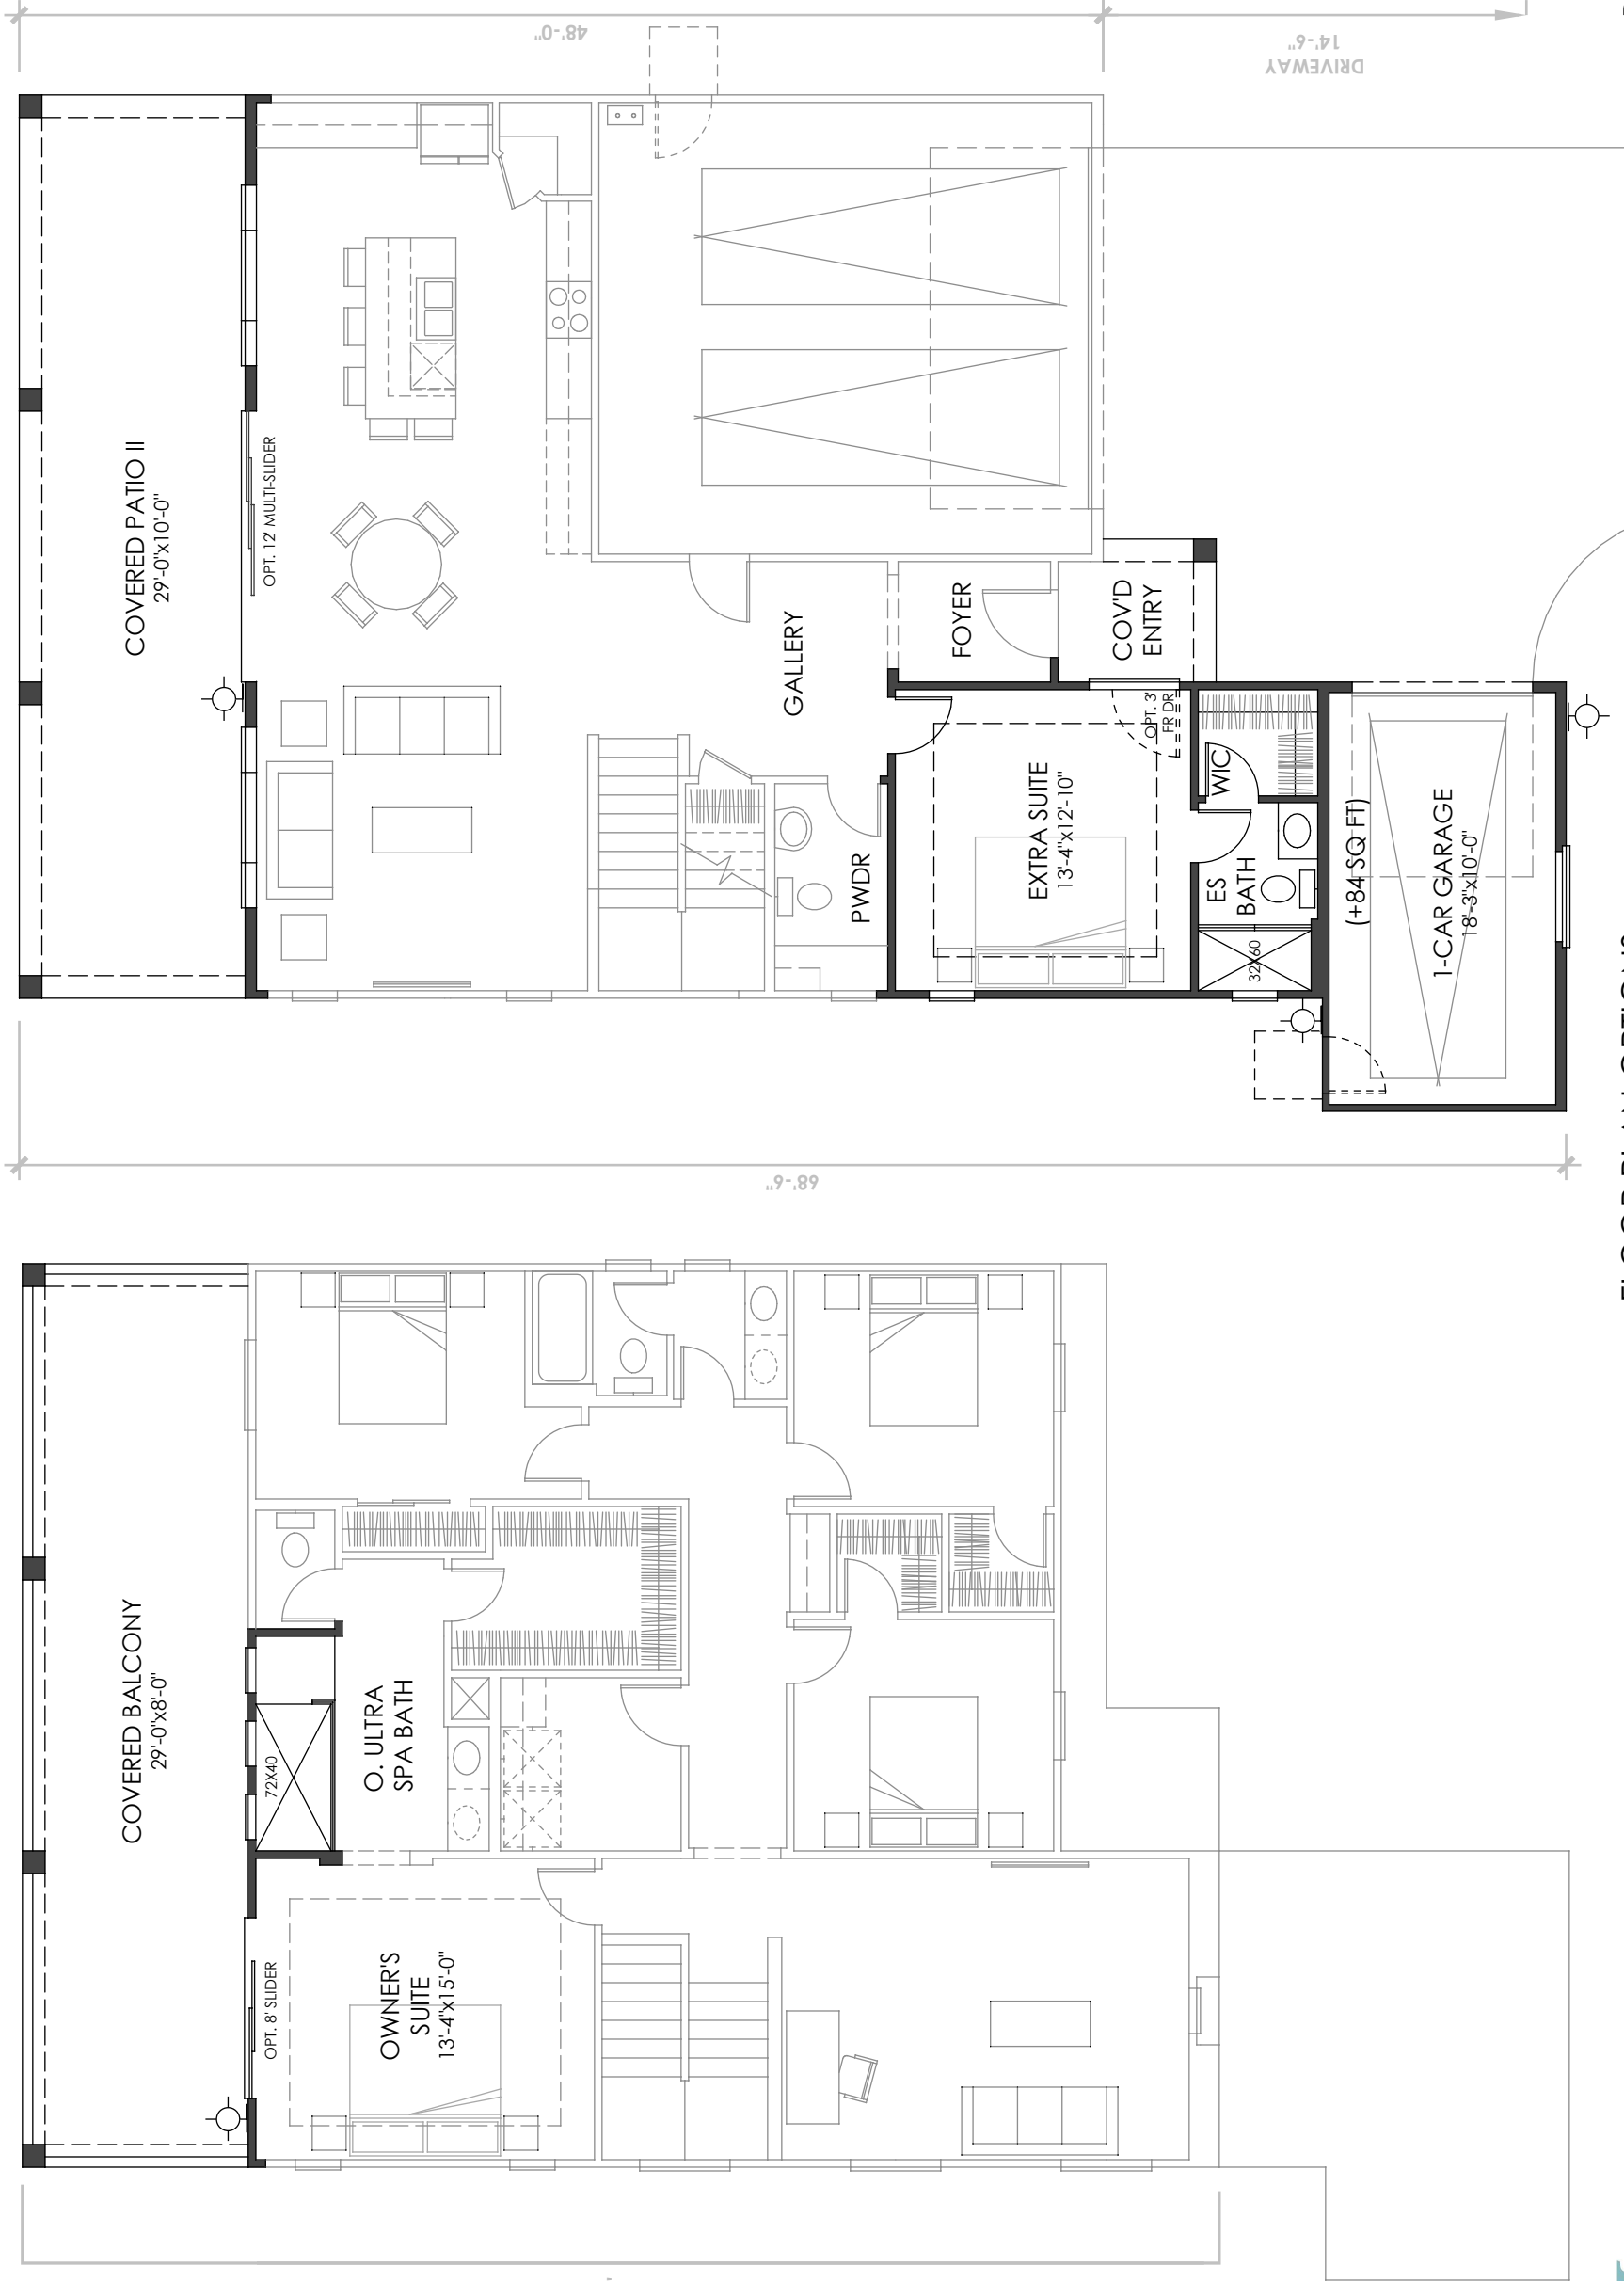 COVERED PATIO II
29'-0"x10'-0"
OPT. 12' MULTI-SLIDER
GALLERY
FOYER
COV'D
ENTRY
PWDR
EXTRA SUITE
13'-4"x12'-10"
OPT. 3'
FR DR
WIC
ES
BATH
32X60
(+84 SQ FT)
1-CAR GARAGE
18'-3"x10'-0"
48'-0"
14'-6"
DRIVEWAY
68'-6"
COVERED BALCONY
29'-0"x8'-0"
72X40
O. ULTRA
SPA BATH
OPT. 8' SLIDER
OWNER'S
SUITE
13'-4"x15'-0"